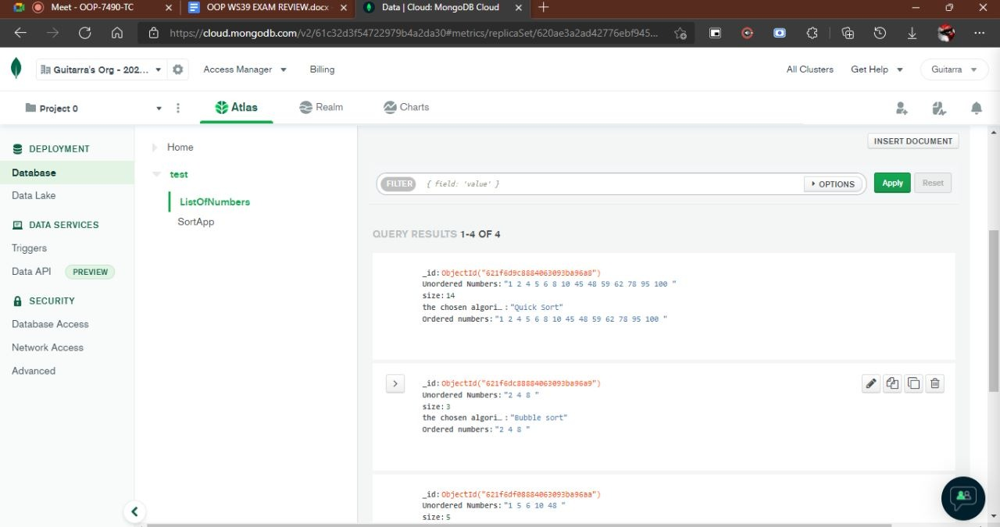 Meet - OOP-7490-TC
OOP WS39 EXAM REVIEW.docx
Data | Cloud: MongoDB Cloud
https://cloud.mongodb.com/v2/61c32d3f54722979b4a2da30#metrics/replicaSet/620ae3a2ad42776ebf945...
Guitarra's Org - 202...
Access Manager
Billing
All Clusters
Get Help
Guitarra
Project 0
Atlas
Realm
Charts
DEPLOYMENT
Database
Data Lake
DATA SERVICES
Triggers
Data API PREVIEW
SECURITY
Database Access
Network Access
Advanced
Home
test
ListOfNumbers
SortApp
INSERT DOCUMENT
FILTER { field: 'value' } OPTIONS Apply Reset
QUERY RESULTS 1-4 OF 4
_id: ObjectId("621f6d9c8884063093ba96a8")
Unordered Numbers: "1 2 4 5 6 8 10 45 48 59 62 78 95 100 "
size: 14
the chosen algori… : "Quick Sort"
Ordered numbers: "1 2 4 5 6 8 10 45 48 59 62 78 95 100 "
_id: ObjectId("621f6dc88884063093ba96a9")
Unordered Numbers: "2 4 8 "
size: 3
the chosen algori… : "Bubble sort"
Ordered numbers: "2 4 8 "
_id: ObjectId("621f6df08884063093ba96aa")
Unordered Numbers: "1 5 6 10 48 "
size: 5